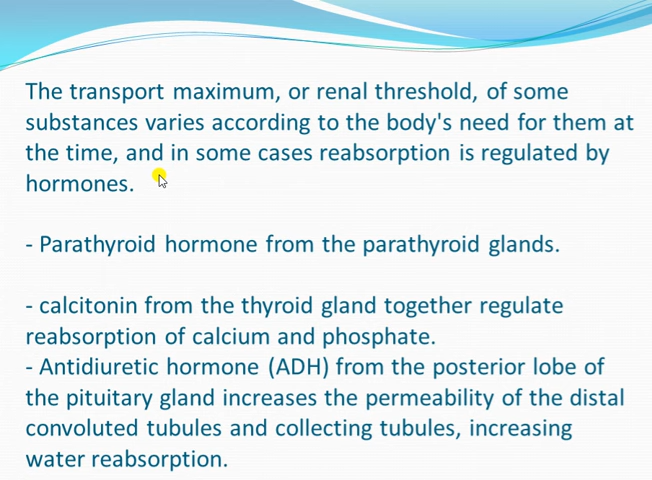 The transport maximum, or renal threshold, of some
substances varies according to the body's need for them at
the time, and in some cases reabsorption is regulated by
hormones.
- Parathyroid hormone from the parathyroid glands.
- calcitonin from the thyroid gland together regulate
reabsorption of calcium and phosphate.
- Antidiuretic hormone (ADH) from the posterior lobe of
the pituitary gland increases the permeability of the distal
convoluted tubules and collecting tubules, increasing
water reabsorption.